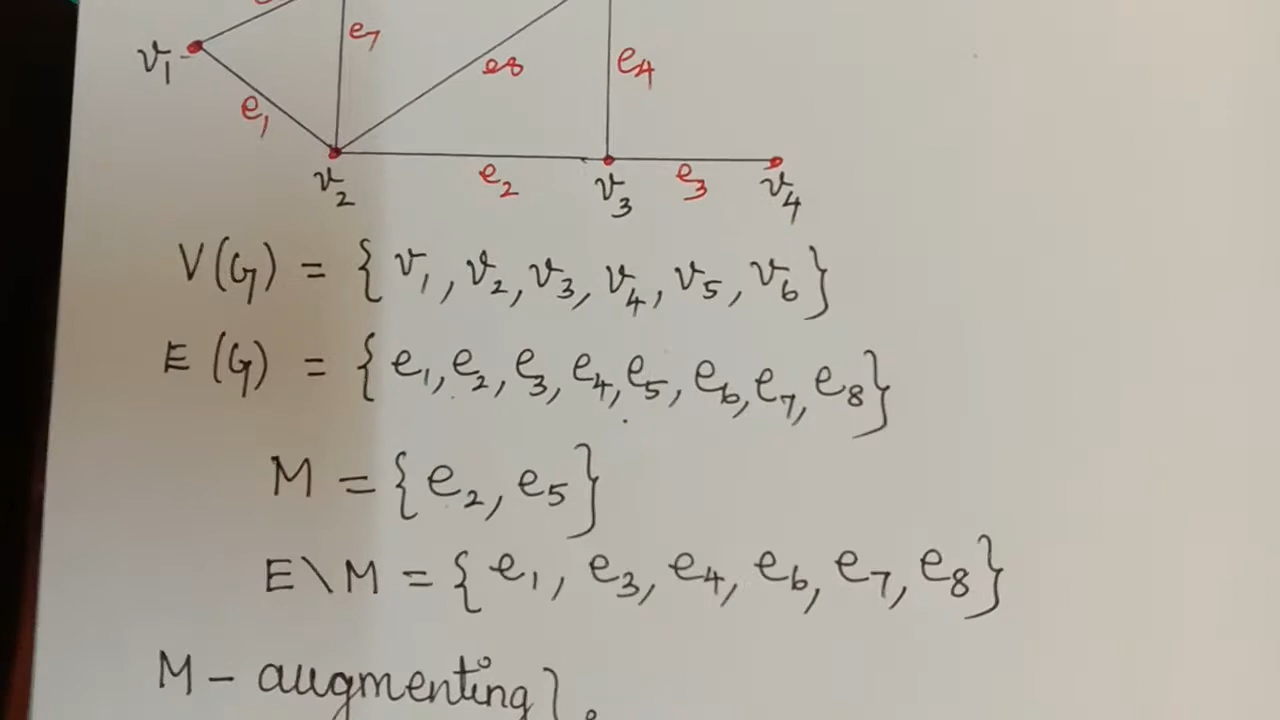 e₇
v₁
e₈
e₄
e₁
v₂
e₂
v₃
e₃
v₄
V(G) = {v₁, v₂, v₃, v₄, v₅, v₆}
E(G) = {e₁, e₂, e₃, e₄, e₅, e₆, e₇, e₈}
M = {e₂, e₅}
E\M = {e₁, e₃, e₄, e₆, e₇, e₈}
M - augmenting